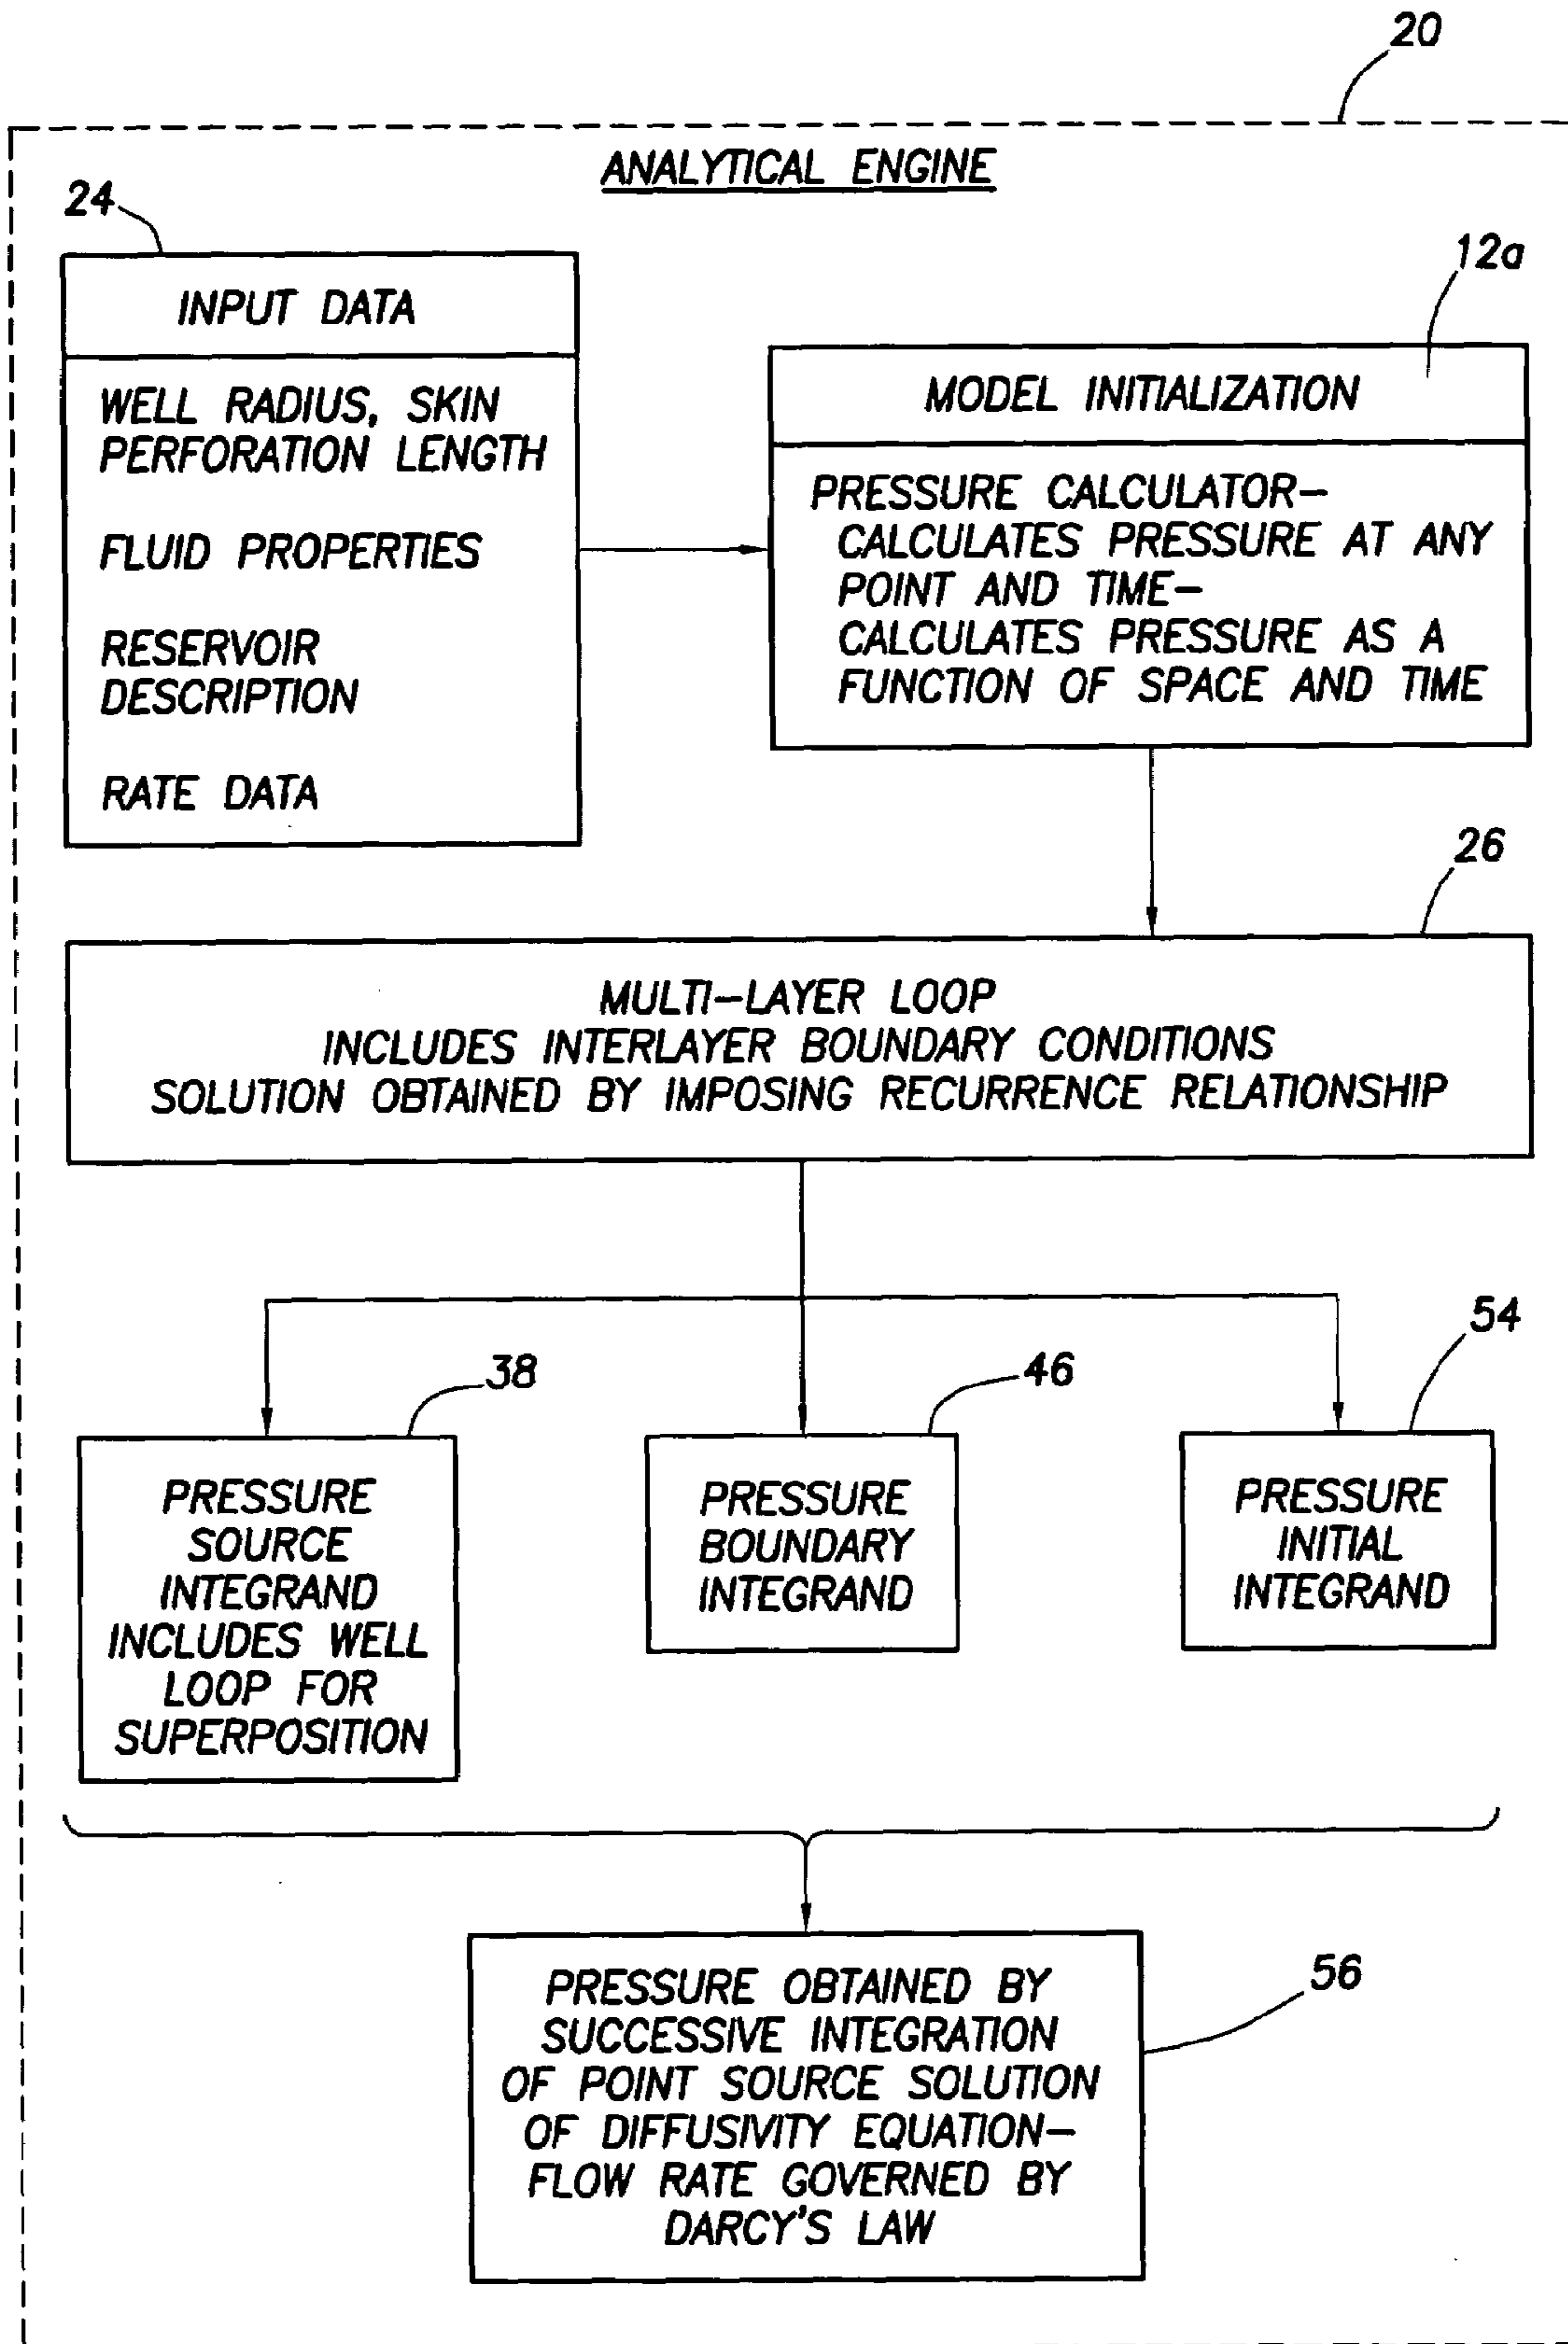 20
ANALYTICAL ENGINE
24
INPUT DATA
WELL RADIUS, SKIN
PERFORATION LENGTH
FLUID PROPERTIES
RESERVOIR
DESCRIPTION
RATE DATA
12a
MODEL INITIALIZATION
PRESSURE CALCULATOR–
CALCULATES PRESSURE AT ANY
POINT AND TIME–
CALCULATES PRESSURE AS A
FUNCTION OF SPACE AND TIME
26
MULTI–LAYER LOOP
INCLUDES INTERLAYER BOUNDARY CONDITIONS
SOLUTION OBTAINED BY IMPOSING RECURRENCE RELATIONSHIP
38
PRESSURE
SOURCE
INTEGRAND
INCLUDES WELL
LOOP FOR
SUPERPOSITION
46
PRESSURE
BOUNDARY
INTEGRAND
54
PRESSURE
INITIAL
INTEGRAND
56
PRESSURE OBTAINED BY
SUCCESSIVE INTEGRATION
OF POINT SOURCE SOLUTION
OF DIFFUSIVITY EQUATION–
FLOW RATE GOVERNED BY
DARCY'S LAW